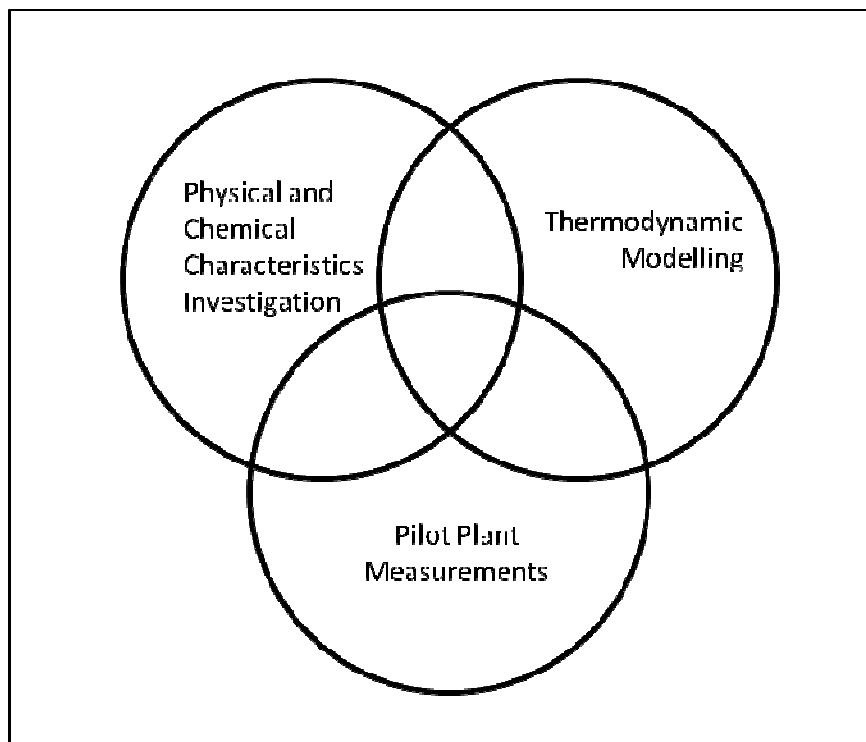 Physical and
Chemical
Characteristics
Investigation
Thermodynamic
Modelling
Pilot Plant
Measurements